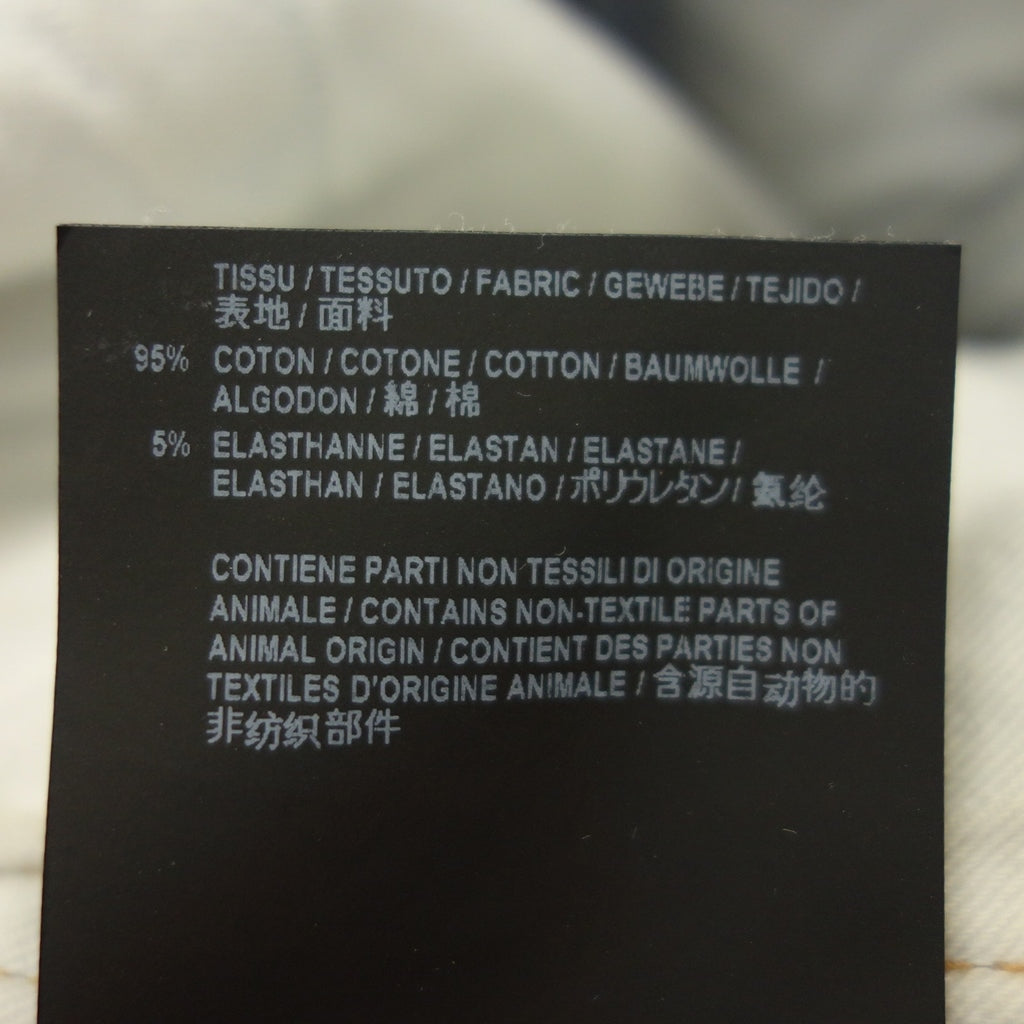 TISSU / TESSUTO / FABRIC / GEWEBE / TEJIDO /
表地 / 面料
95% COTON / COTONE / COTTON / BAUMWOLLE /
ALGODON / 綿 / 棉
5% ELASTHANNE / ELASTAN / ELASTANE /
ELASTHAN / ELASTANO / ポリウレタン / 氨纶
CONTIENE PARTI NON TESSILI DI ORIGINE
ANIMALE / CONTAINS NON-TEXTILE PARTS OF
ANIMAL ORIGIN / CONTIENT DES PARTIES NON
TEXTILES D'ORIGINE ANIMALE / 含源自动物的
非纺织部件